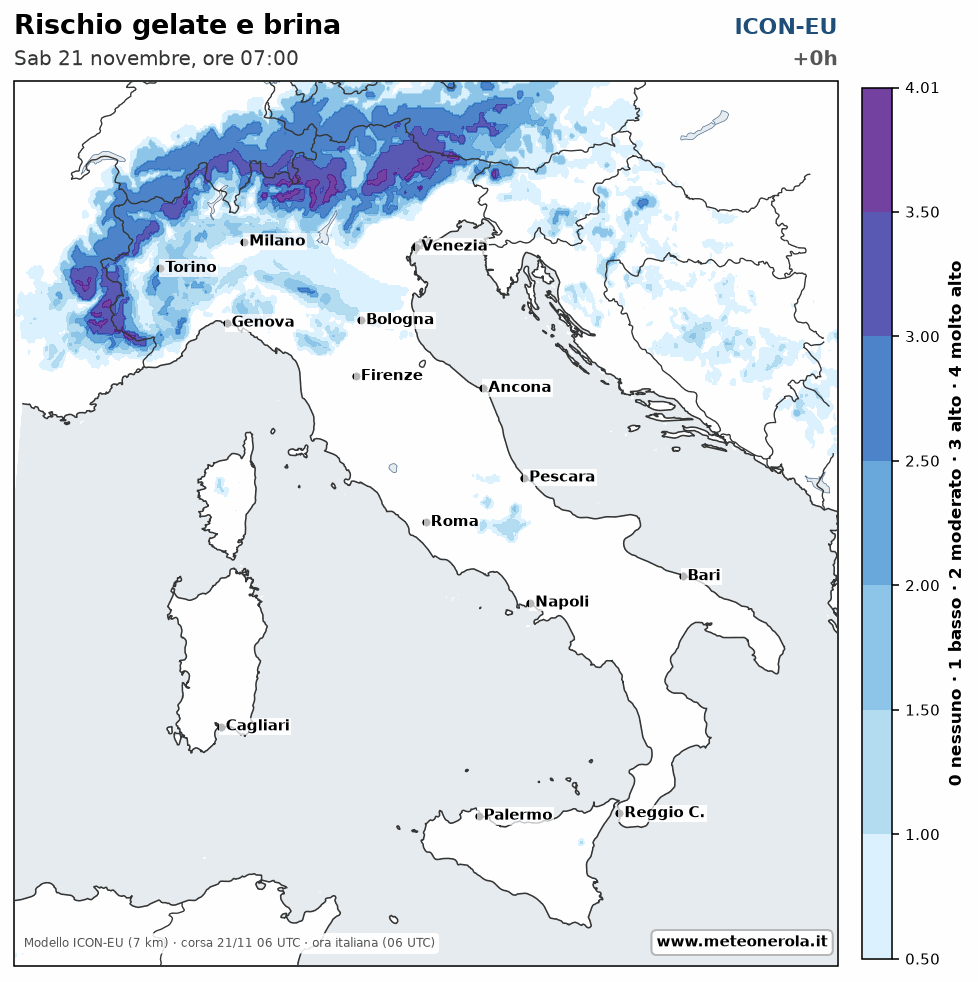 Rischio gelate e brina
ICON-EU
Sab 21 novembre, ore 07:00
+0h
Milano
Venezia
Torino
Genova
Bologna
Firenze
Ancona
Pescara
Roma
Bari
Napoli
Cagliari
Palermo
Reggio C.
Modello ICON-EU (7 km) · corsa 21/11 06 UTC · ora italiana (06 UTC)
www.meteonerola.it
4.01
3.50
3.00
2.50
2.00
1.50
1.00
0.50
0 nessuno · 1 basso · 2 moderato · 3 alto · 4 molto alto